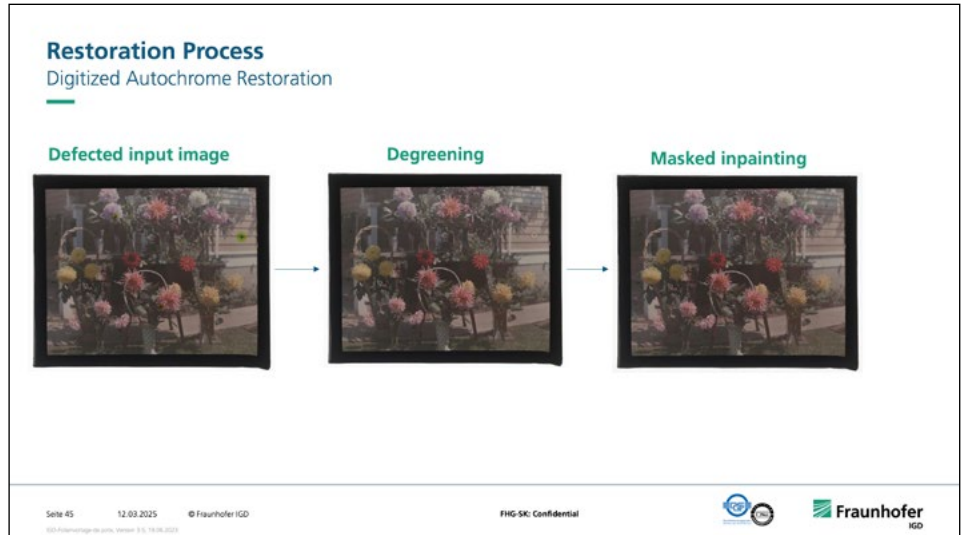 Restoration Process
Digitized Autochrome Restoration
Defected input image
Degreening
Masked inpainting
Seite 45
12.03.2025
© Fraunhofer IGD
FHG-SK: Confidential
Fraunhofer
IGD